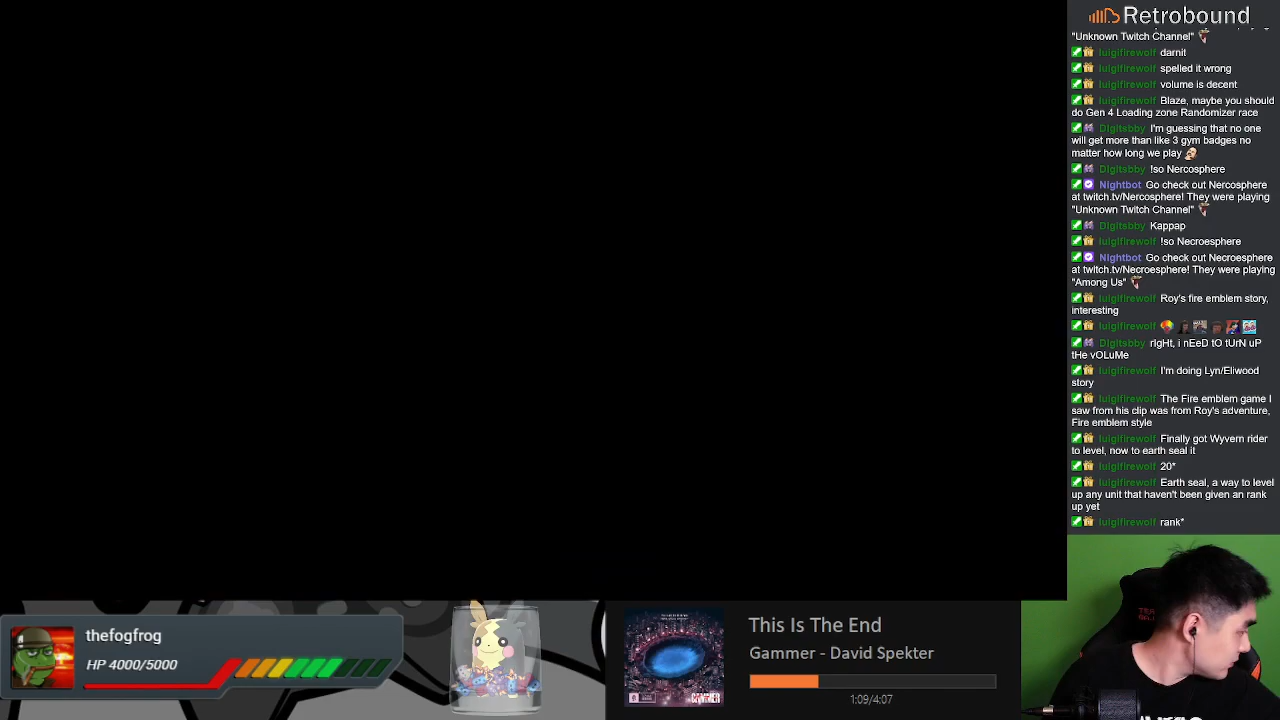 Retrobound
"Unknown Twitch Channel"
luigifirewolf darnit
luigifirewolf spelled it wrong
luigifirewolf volume is decent
luigifirewolf Blaze, maybe you should
do Gen 4 Loading zone Randomizer race
Digitsbby I'm guessing that no one
will get more than like 3 gym badges no
matter how long we play
Digitsbby !so Nercosphere
Nightbot Go check out Nercosphere
at twitch.tv/Nercosphere! They were playing
"Unknown Twitch Channel"
Digitsbby Kappap
luigifirewolf !so Necroesphere
Nightbot Go check out Necroesphere
at twitch.tv/Necroesphere! They were playing
"Among Us"
luigifirewolf Roy's fire emblem story,
interesting
luigifirewolf
Digitsbby rIgHt, i nEeD tO tUrN uP
tHe vOLuMe
luigifirewolf I'm doing Lyn/Eliwood
story
luigifirewolf The Fire emblem game I
saw from his clip was from Roy's adventure,
Fire emblem style
luigifirewolf Finally got Wyvern rider
to level, now to earth seal it
luigifirewolf 20*
luigifirewolf Earth seal, a way to level
up any unit that haven't been given an rank
up yet
luigifirewolf rank*
thefogfrog
HP 4000/5000
This Is The End
Gammer - David Spekter
1:09/4:07